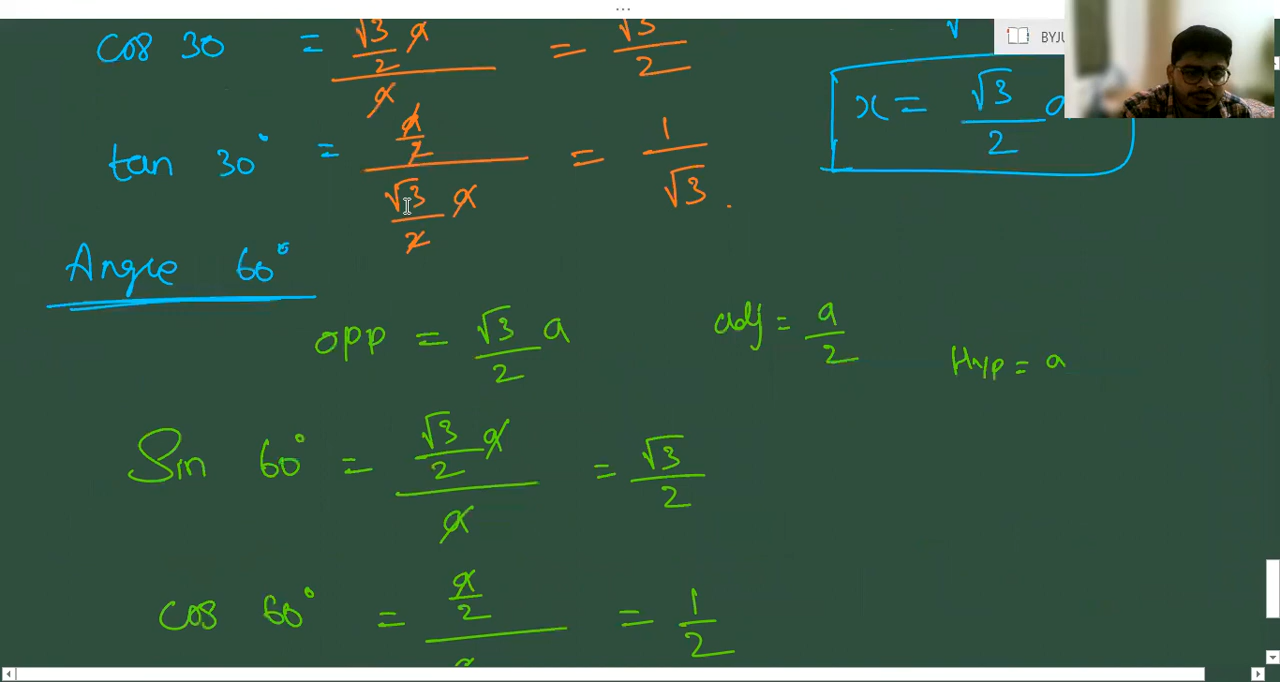 cos 30 = (√3/2 a)/a = √3/2
BYJU
x = √3/2 a
tan 30° = (a/2)/(√3/2 a) = 1/√3 .
Angle 60°
opp = √3/2 a adj = a/2 Hyp = a
Sin 60° = (√3/2 a)/a = √3/2
cos 60° = (a/2)/a = 1/2